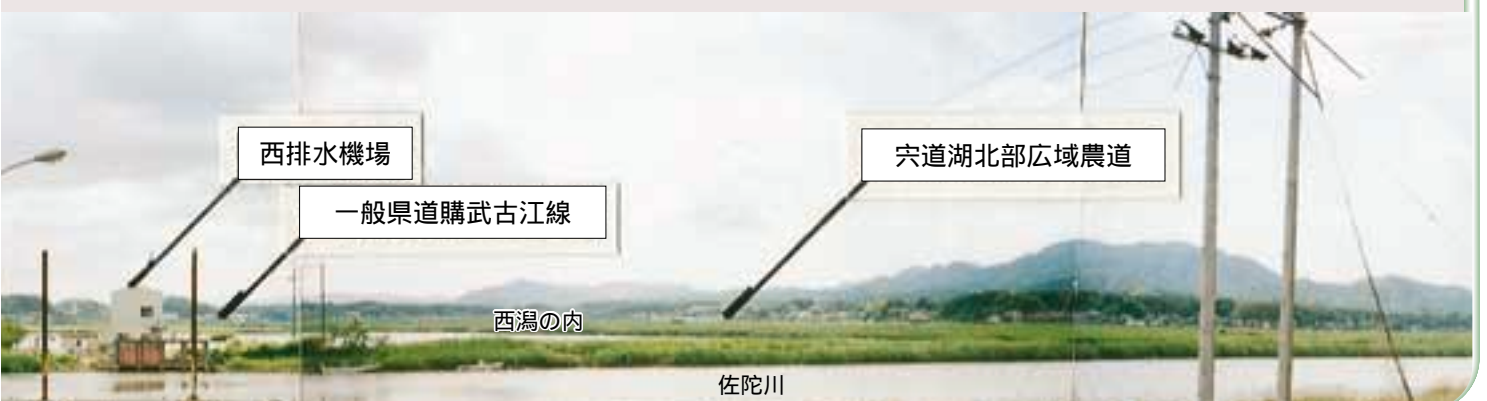 西排水機場
一般県道購武古江線
宍道湖北部広域農道
西潟の内
佐陀川